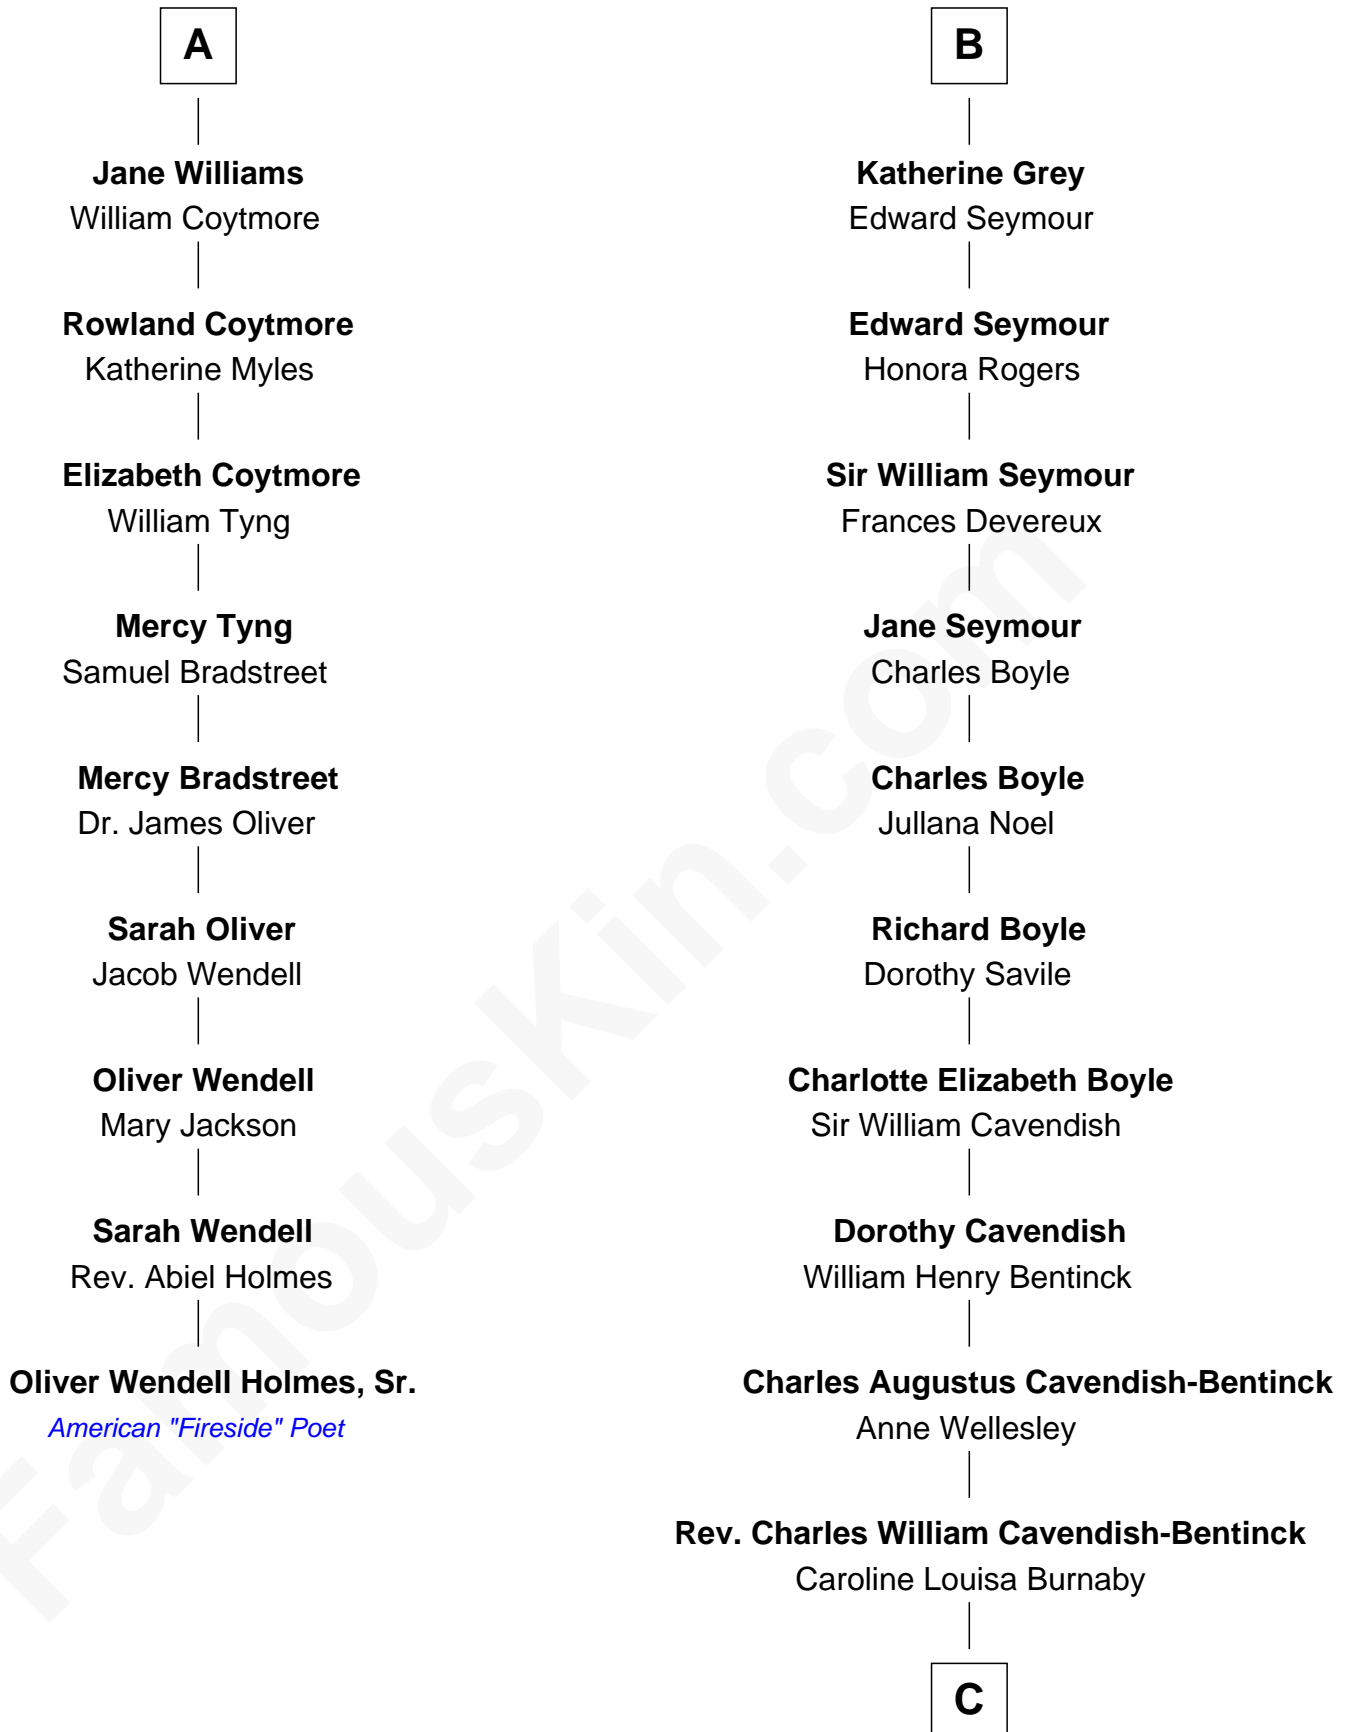 A
Jane Williams
William Coytmore
Rowland Coytmore
Katherine Myles
Elizabeth Coytmore
William Tyng
Mercy Tyng
Samuel Bradstreet
Mercy Bradstreet
Dr. James Oliver
Sarah Oliver
Jacob Wendell
Oliver Wendell
Mary Jackson
Sarah Wendell
Rev. Abiel Holmes
Oliver Wendell Holmes, Sr.
American "Fireside" Poet
B
Katherine Grey
Edward Seymour
Edward Seymour
Honora Rogers
Sir William Seymour
Frances Devereux
Jane Seymour
Charles Boyle
Charles Boyle
Jullana Noel
Richard Boyle
Dorothy Savile
Charlotte Elizabeth Boyle
Sir William Cavendish
Dorothy Cavendish
William Henry Bentinck
Charles Augustus Cavendish-Bentinck
Anne Wellesley
Rev. Charles William Cavendish-Bentinck
Caroline Louisa Burnaby
C
FamousKin.com